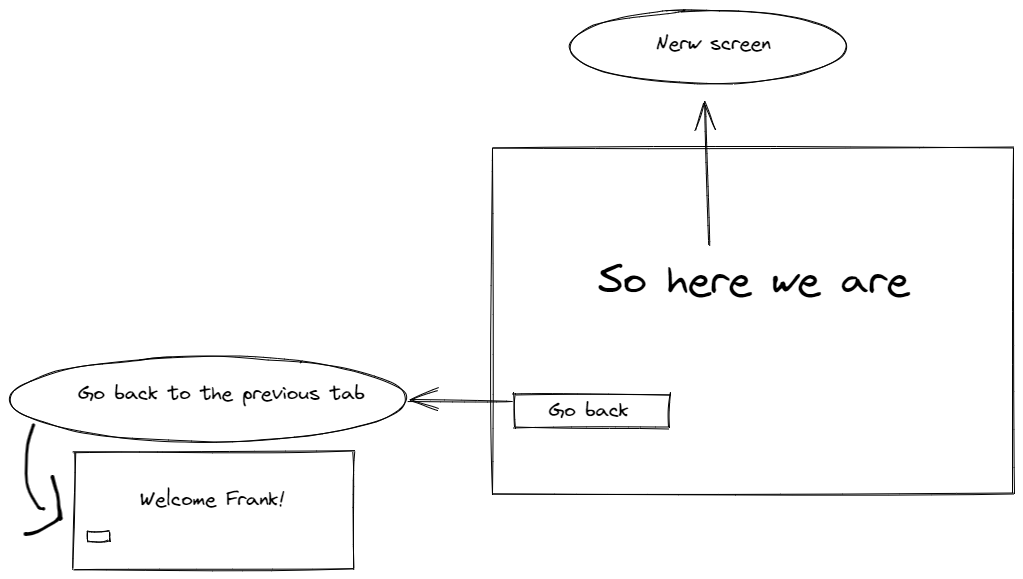 Nerw screen
So here we are
Go back to the previous tab
Go back
Welcome Frank!